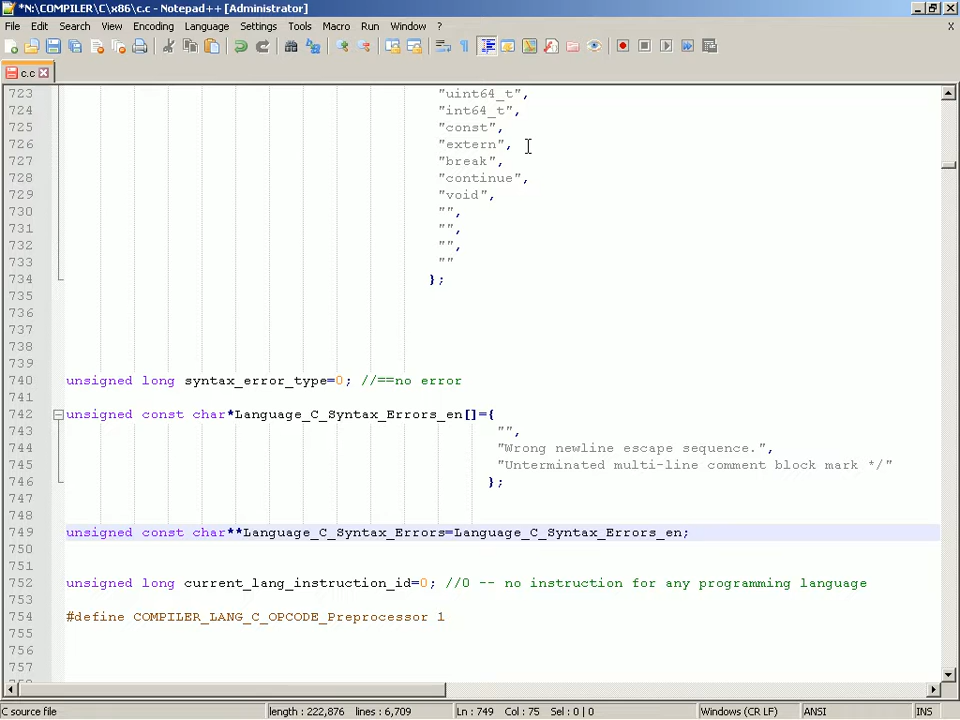 *N:\COMPILER\C\x86\c.c - Notepad++ [Administrator]
File Edit Search View Encoding Language Settings Tools Macro Run Window ? X
c.c
723 "uint64_t",
724 "int64_t",
725 "const",
726 "extern",
727 "break",
728 "continue",
729 "void",
730 "",
731 "",
732 "",
733 ""
734 };
735
736
737
738
739
740 unsigned long syntax_error_type=0; //==no error
741
742 unsigned const char*Language_C_Syntax_Errors_en[]={
743 "",
744 "Wrong newline escape sequence.",
745 "Unterminated multi-line comment block mark */"
746 };
747
748
749 unsigned const char**Language_C_Syntax_Errors=Language_C_Syntax_Errors_en;
750
751
752 unsigned long current_lang_instruction_id=0; //0 -- no instruction for any programming language
753
754 #define COMPILER_LANG_C_OPCODE_Preprocessor 1
755
756
757
C source file length : 222,876 lines : 6,709 Ln : 749 Col : 75 Sel : 0 | 0 Windows (CR LF) ANSI INS